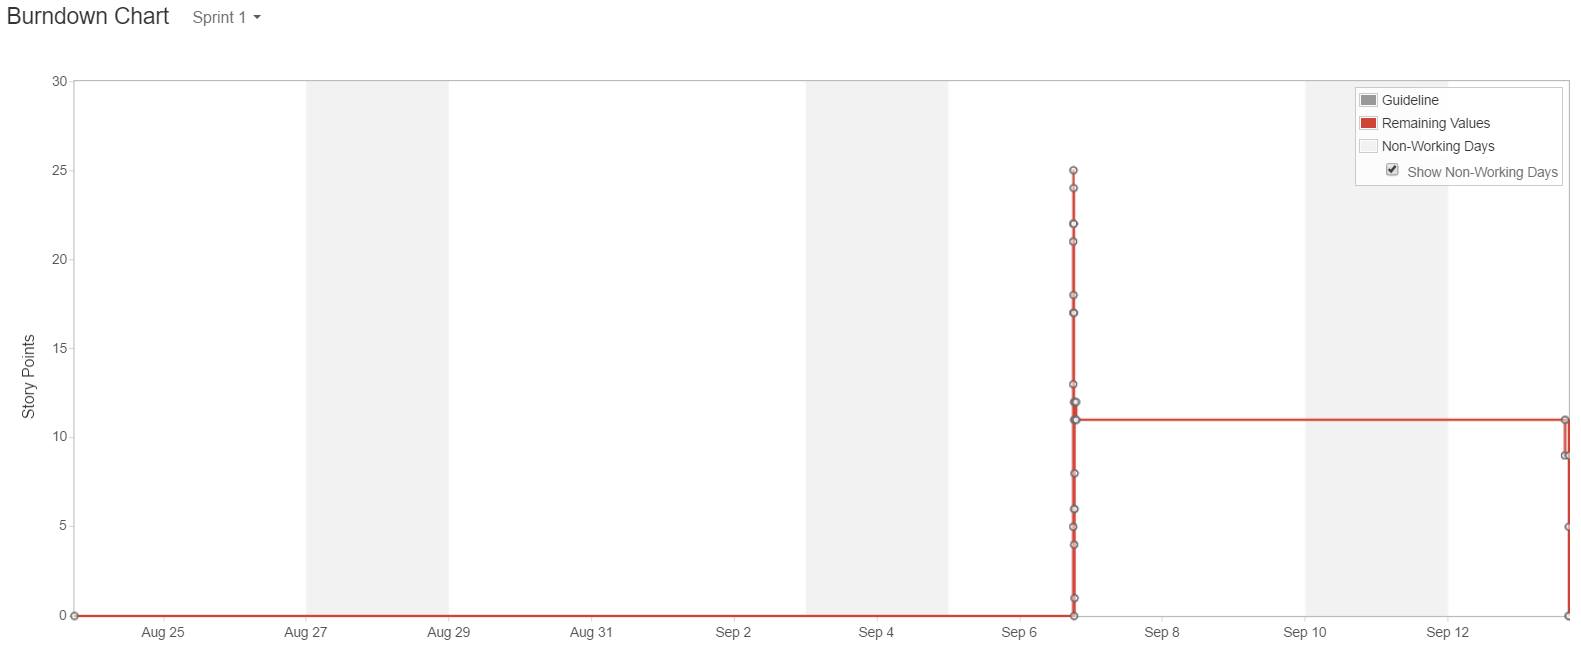 Burndown Chart Sprint 1
30
Guideline
Remaining Values
Non-Working Days
Show Non-Working Days
25
20
15
10
5
0
Story Points
Aug 25 Aug 27 Aug 29 Aug 31 Sep 2 Sep 4 Sep 6 Sep 8 Sep 10 Sep 12